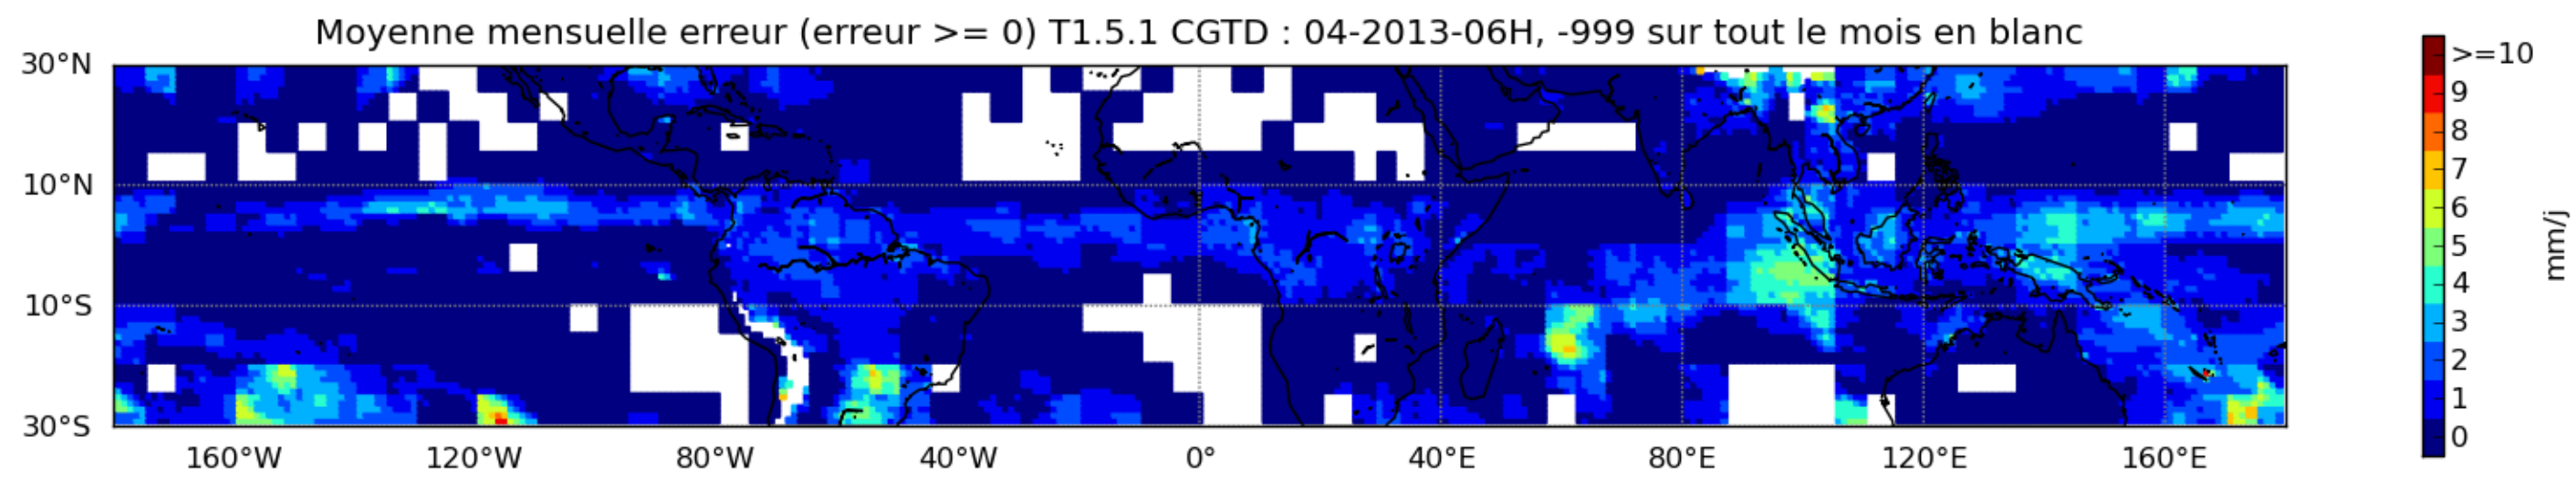 Moyenne mensuelle erreur (erreur >= 0) T1.5.1 CGTD : 04-2013-06H, -999 sur tout le mois en blanc
30°N
10°N
10°S
30°S
160°W 120°W 80°W 40°W 0° 40°E 80°E 120°E 160°E
>=10
9
8
7
6
5
4
3
2
1
0
mm/j